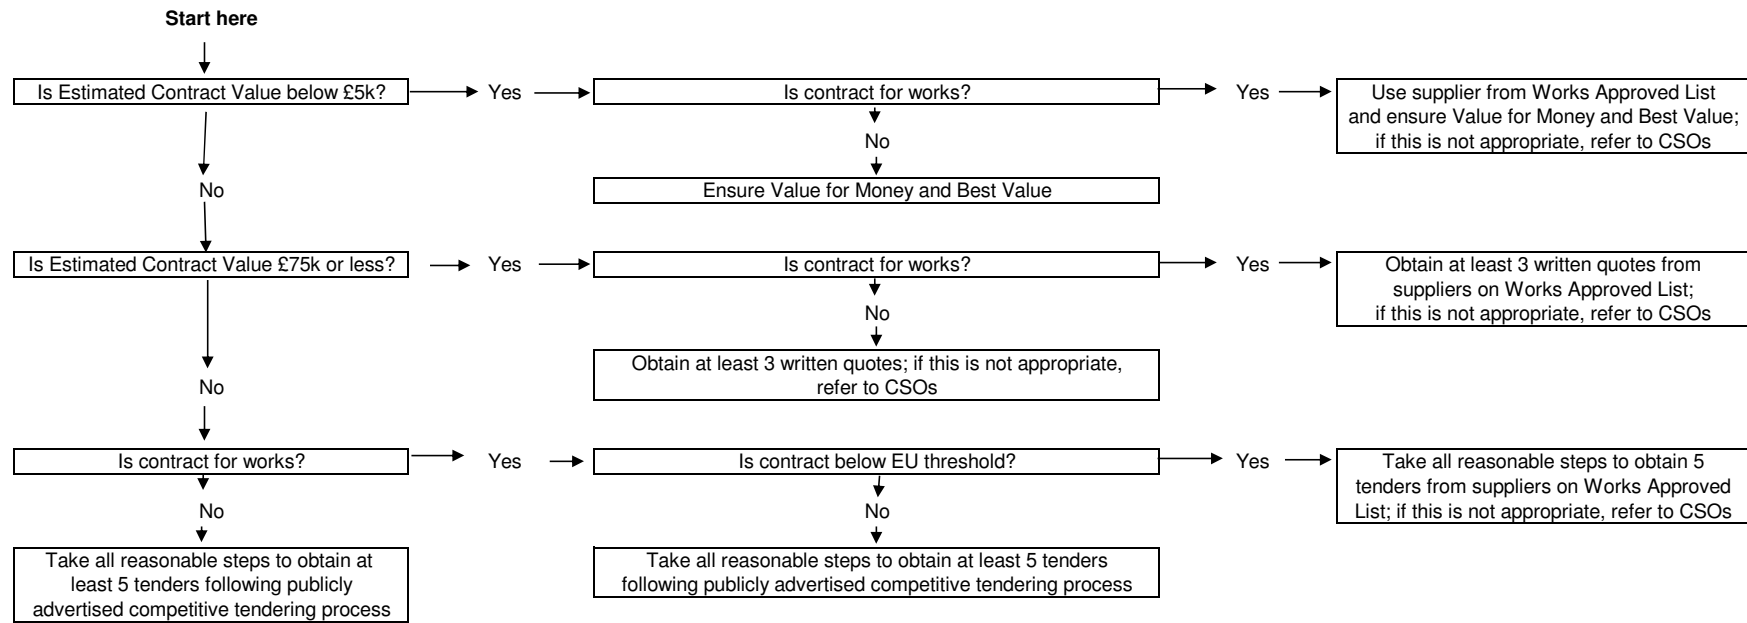 Start here
Is Estimated Contract Value below £5k?
Yes
Is contract for works?
Yes
Use supplier from Works Approved List
and ensure Value for Money and Best Value;
if this is not appropriate, refer to CSOs
No
Ensure Value for Money and Best Value
No
Is Estimated Contract Value £75k or less?
Yes
Is contract for works?
Yes
Obtain at least 3 written quotes from
suppliers on Works Approved List;
if this is not appropriate, refer to CSOs
No
Obtain at least 3 written quotes; if this is not appropriate,
refer to CSOs
No
Is contract for works?
Yes
Is contract below EU threshold?
Yes
Take all reasonable steps to obtain 5
tenders from suppliers on Works Approved
List; if this is not appropriate, refer to CSOs
No
Take all reasonable steps to obtain at
least 5 tenders following publicly
advertised competitive tendering process
No
Take all reasonable steps to obtain at least 5 tenders
following publicly advertised competitive tendering process